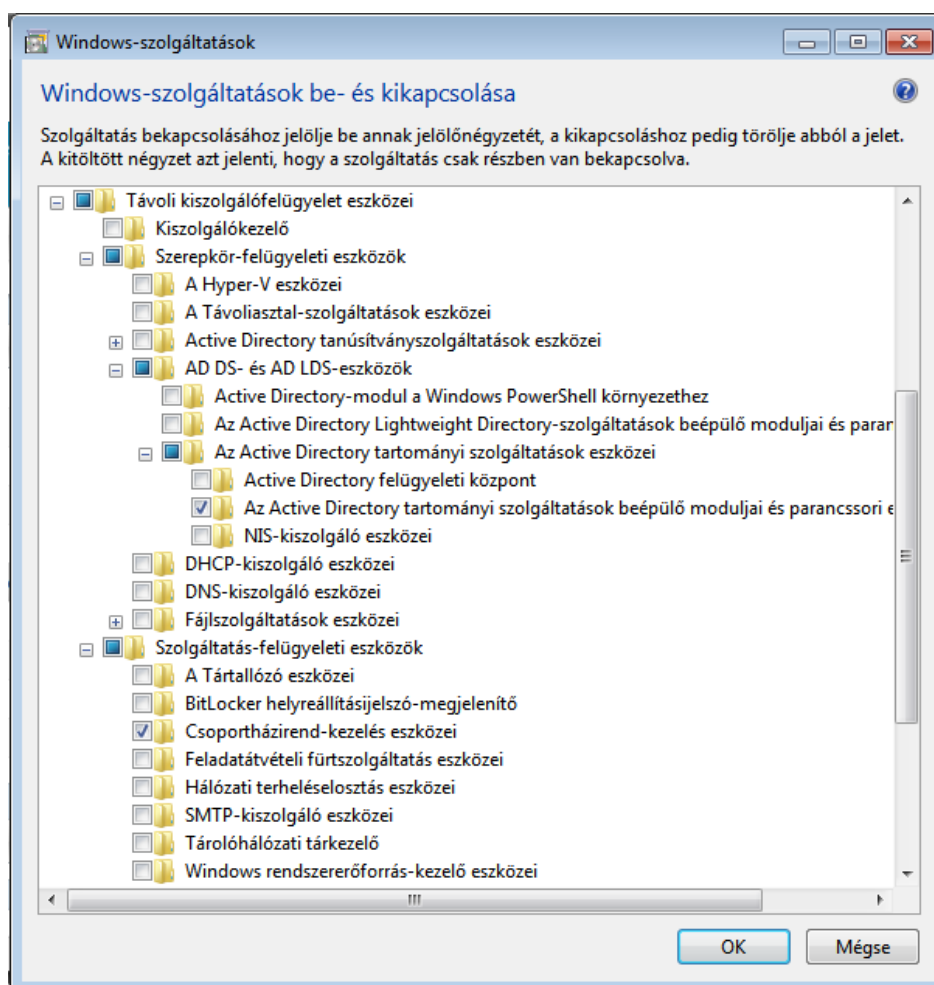 Windows-szolgáltatások
Windows-szolgáltatások be- és kikapcsolása
Szolgáltatás bekapcsolásához jelölje be annak jelölőnégyzetét, a kikapcsoláshoz pedig törölje abból a jelet.
A kitöltött négyzet azt jelenti, hogy a szolgáltatás csak részben van bekapcsolva.
Távoli kiszolgálófelügyelet eszközei
Kiszolgálókezelő
Szerepkör-felügyeleti eszközök
A Hyper-V eszközei
A Távoliasztal-szolgáltatások eszközei
Active Directory tanúsítványszolgáltatások eszközei
AD DS- és AD LDS-eszközök
Active Directory-modul a Windows PowerShell környezethez
Az Active Directory Lightweight Directory-szolgáltatások beépülő moduljai és paran
Az Active Directory tartományi szolgáltatások eszközei
Active Directory felügyeleti központ
Az Active Directory tartományi szolgáltatások beépülő moduljai és parancssori e
NIS-kiszolgáló eszközei
DHCP-kiszolgáló eszközei
DNS-kiszolgáló eszközei
Fájlszolgáltatások eszközei
Szolgáltatás-felügyeleti eszközök
A Tártallózó eszközei
BitLocker helyreállításijelszó-megjelenítő
Csoportházirend-kezelés eszközei
Feladatátvételi fürtszolgáltatás eszközei
Hálózati terheléselosztás eszközei
SMTP-kiszolgáló eszközei
Tárolóhálózati tárkezelő
Windows rendszererőforrás-kezelő eszközei
OK Mégse